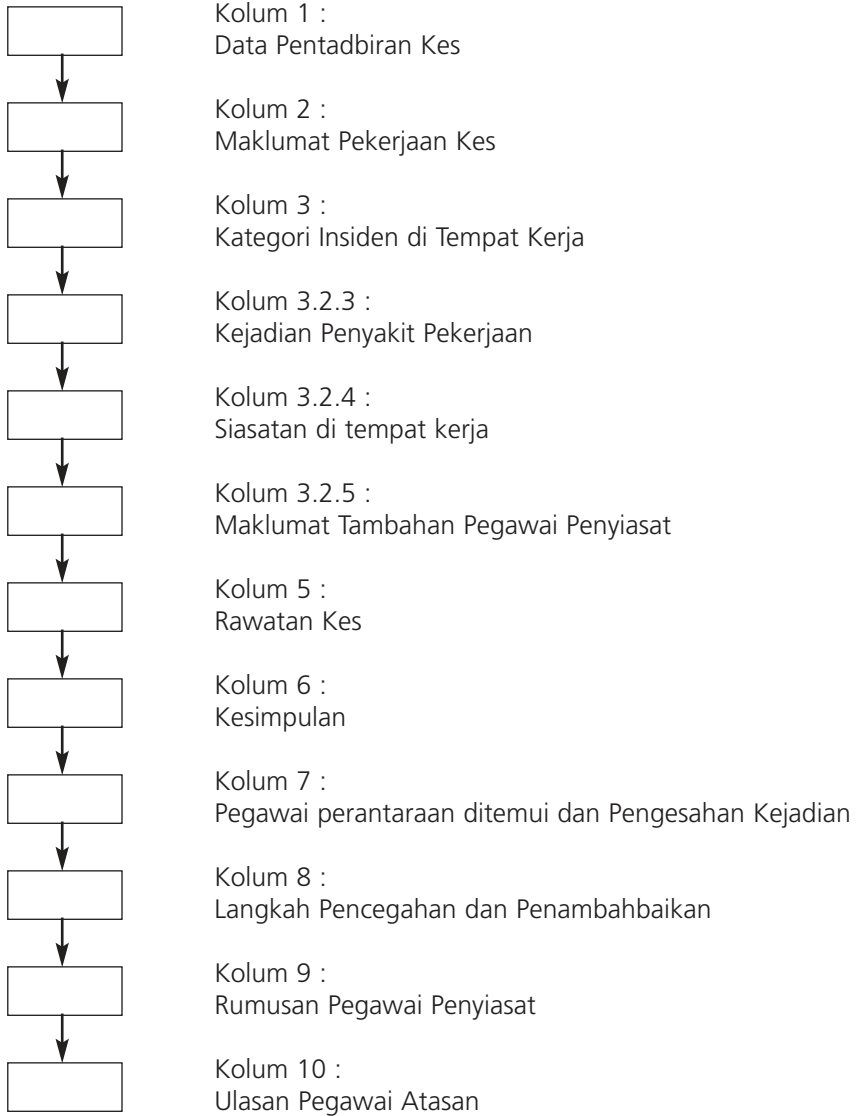 Kolum 1 :
Data Pentadbiran Kes
Kolum 2 :
Maklumat Pekerjaan Kes
Kolum 3 :
Kategori Insiden di Tempat Kerja
Kolum 3.2.3 :
Kejadian Penyakit Pekerjaan
Kolum 3.2.4 :
Siasatan di tempat kerja
Kolum 3.2.5 :
Maklumat Tambahan Pegawai Penyiasat
Kolum 5 :
Rawatan Kes
Kolum 6 :
Kesimpulan
Kolum 7 :
Pegawai perantaraan ditemui dan Pengesahan Kejadian
Kolum 8 :
Langkah Pencegahan dan Penambahbaikan
Kolum 9 :
Rumusan Pegawai Penyiasat
Kolum 10 :
Ulasan Pegawai Atasan